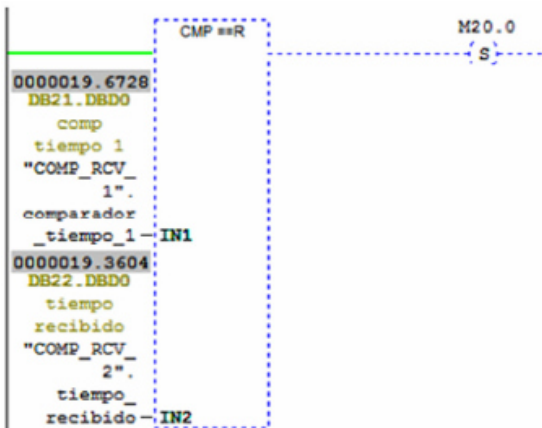 CMP ==R
M20.0
S
0000019.6728
DB21.DBD0
comp
tiempo 1
"COMP_RCV_
1".
comparador
_tiempo_1
IN1
0000019.3604
DB22.DBD0
tiempo
recibido
"COMP_RCV_
2".
tiempo_
recibido
IN2